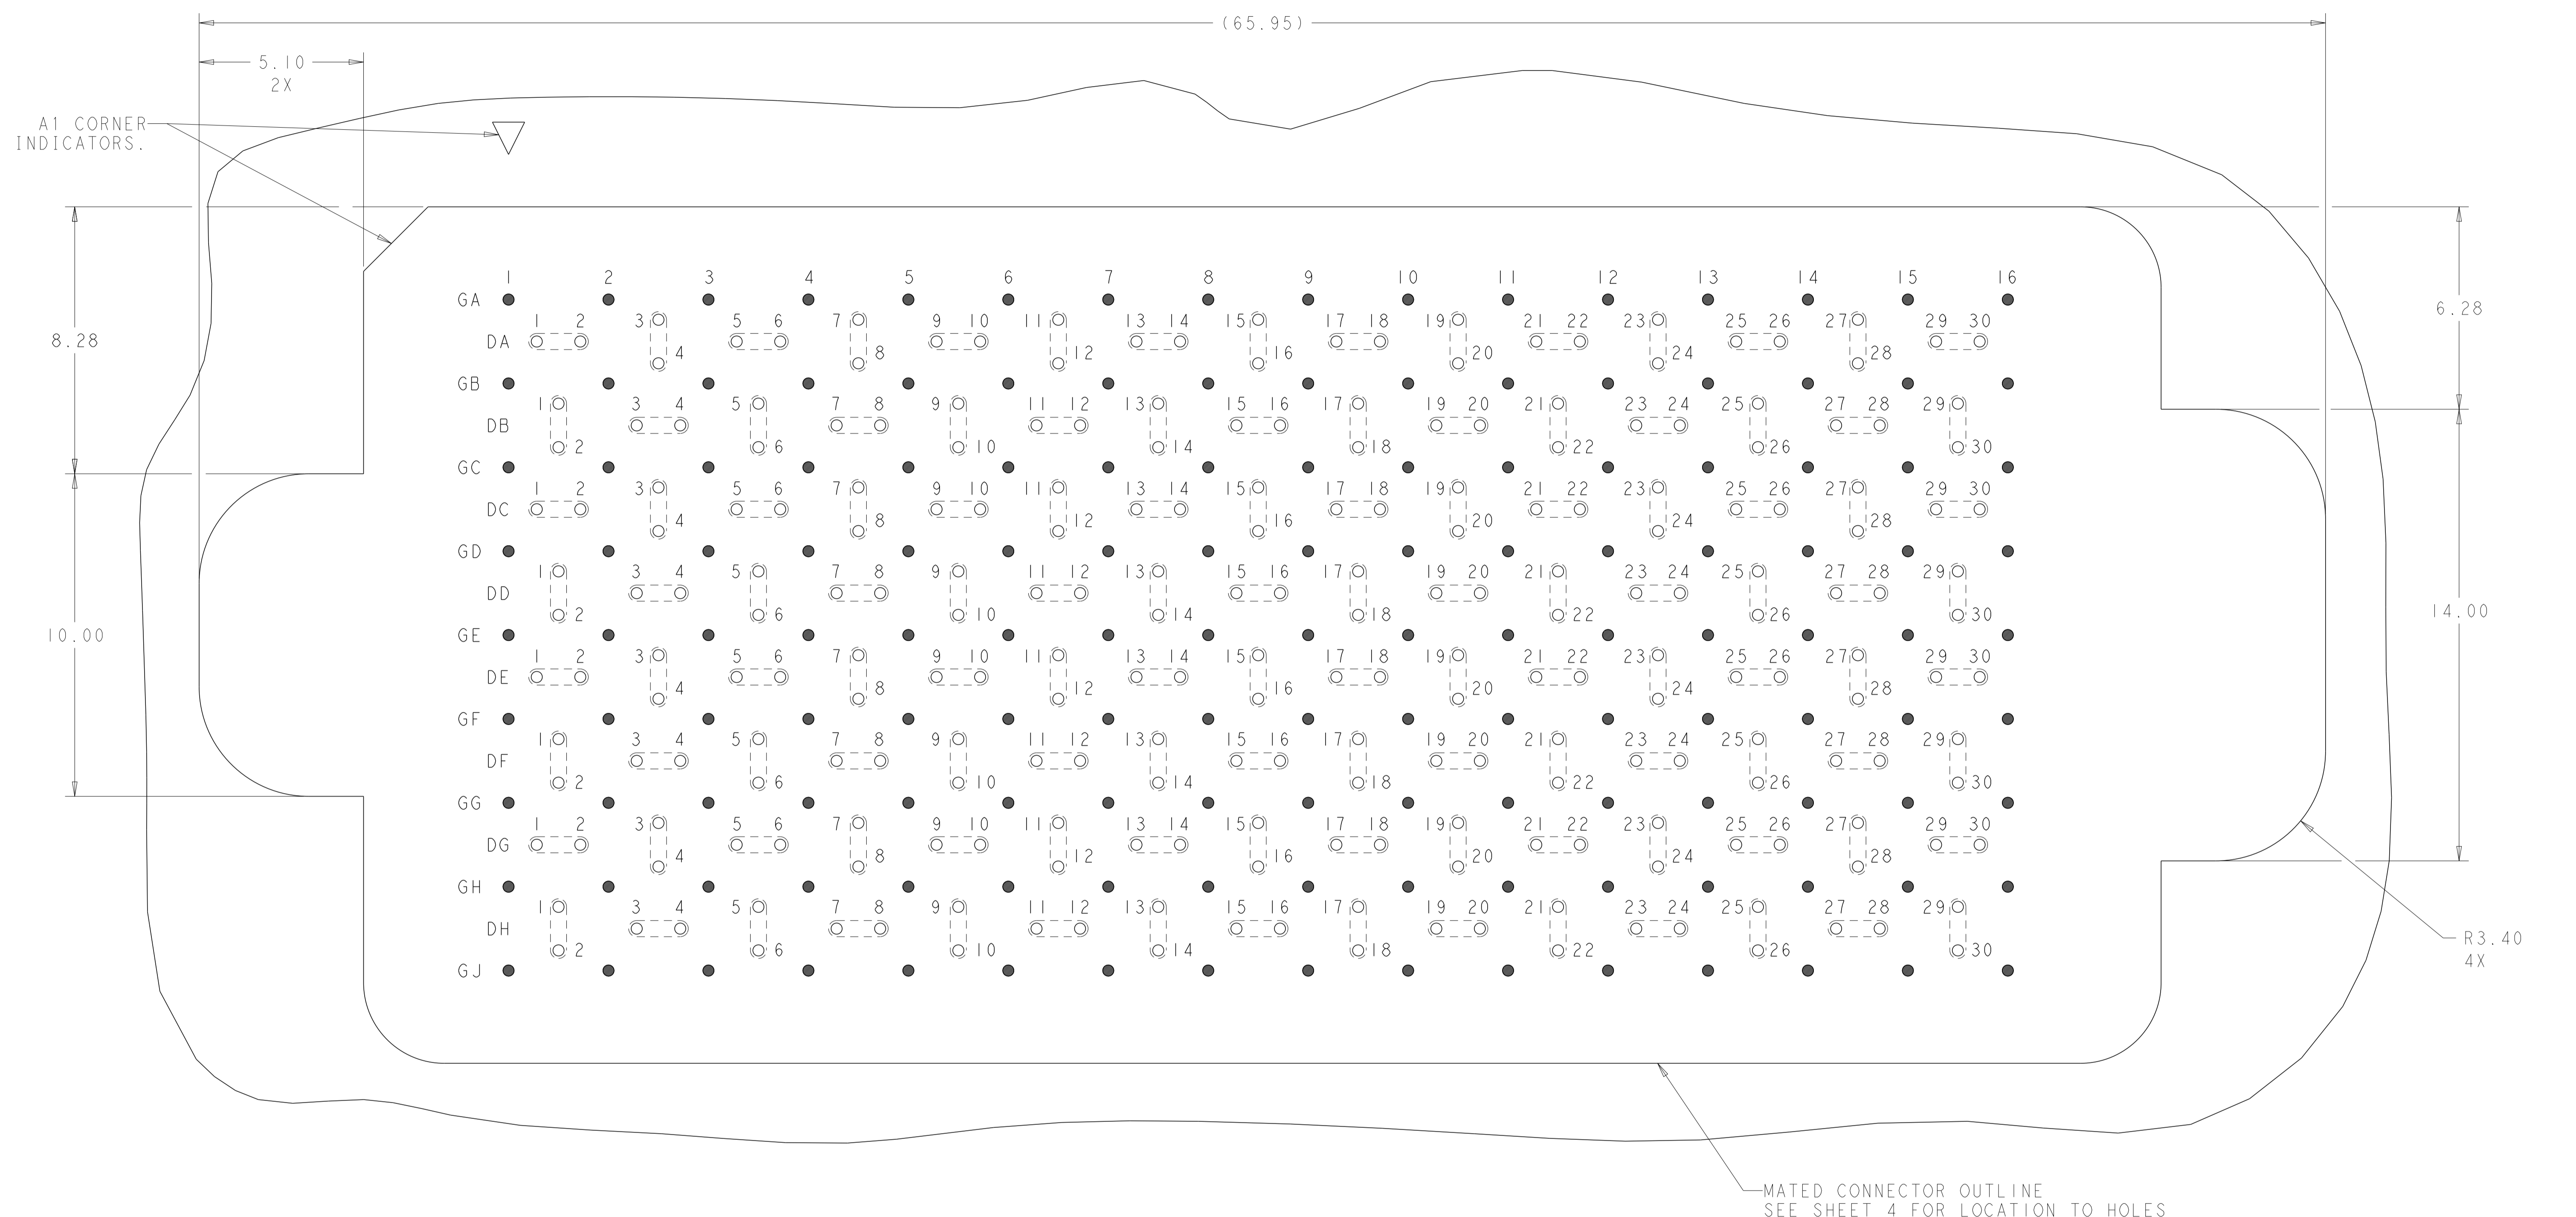 (65.95)
5.10
2X
A1 CORNER
INDICATORS.
1 2 3 4 5 6 7 8 9 10 11 12 13 14 15 16
GA
8.28
6.28
1 2 3 5 6 7 9 10 11 13 14 15 17 18 19 21 22 23 25 26 27 29 30
DA
4 8 12 16 20 24 28
GB
1 3 4 5 7 8 9 11 12 13 15 16 17 19 20 21 23 24 25 27 28 29
DB
2 6 10 14 18 22 26 30
GC
1 2 3 5 6 7 9 10 11 13 14 15 17 18 19 21 22 23 25 26 27 29 30
DC
4 8 12 16 20 24 28
GD
1 3 4 5 7 8 9 11 12 13 15 16 17 19 20 21 23 24 25 27 28 29
DD
2 6 10 14 18 22 26 30
10.00
14.00
GE
1 2 3 5 6 7 9 10 11 13 14 15 17 18 19 21 22 23 25 26 27 29 30
DE
4 8 12 16 20 24 28
GF
1 3 4 5 7 8 9 11 12 13 15 16 17 19 20 21 23 24 25 27 28 29
DF
2 6 10 14 18 22 26 30
GG
1 2 3 5 6 7 9 10 11 13 14 15 17 18 19 21 22 23 25 26 27 29 30
DG
4 8 12 16 20 24 28
GH
1 3 4 5 7 8 9 11 12 13 15 16 17 19 20 21 23 24 25 27 28 29
DH
2 6 10 14 18 22 26 30
GJ
R3.40
4X
MATED CONNECTOR OUTLINE
SEE SHEET 4 FOR LOCATION TO HOLES